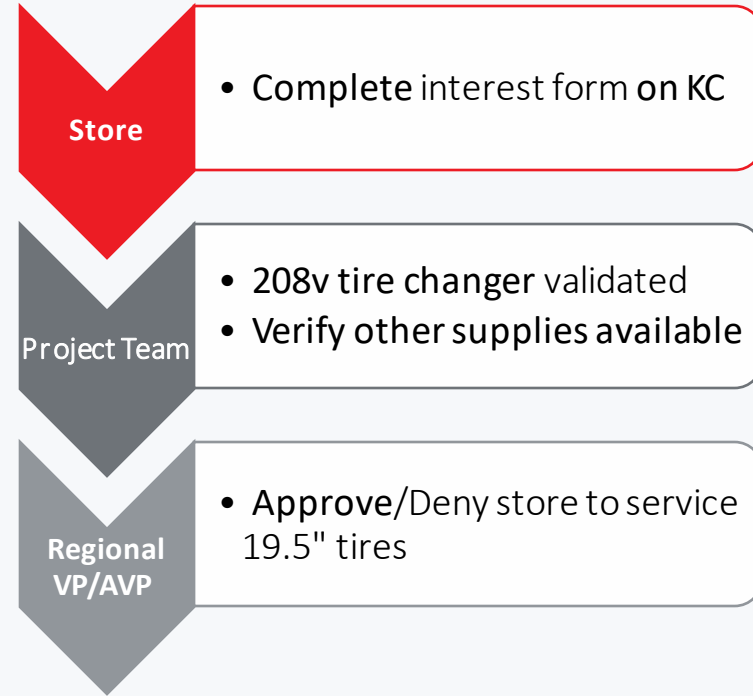 Store
• Complete interest form on KC
Project Team
• 208v tire changer validated
• Verify other supplies available
Regional
VP/AVP
• Approve/Deny store to service
19.5" tires